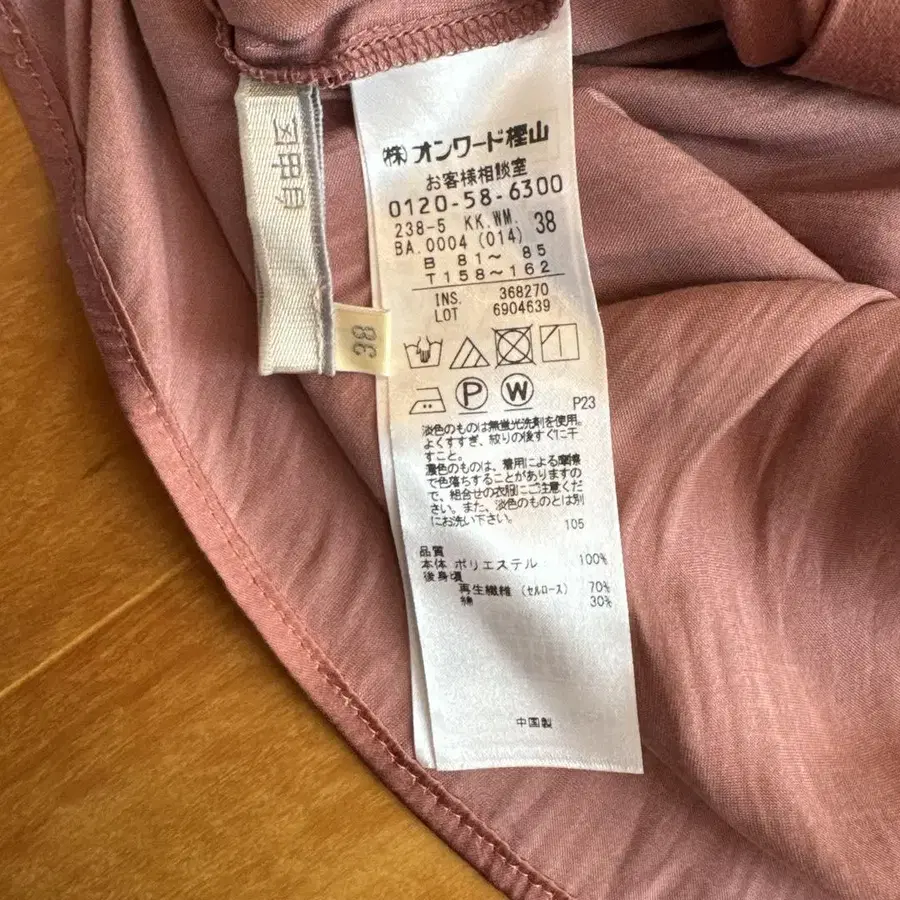 ㈱オンワード樫山
お客様相談室
0120-58-6300
238-5 KK.WM. 38
BA.0004 (014)
B 81~ 85
T158~162
INS. 368270
LOT 6904639
P W
P23
淡色のものは無蛍光洗剤を使用。
よくすすぎ、絞りの後すぐに干
すこと。
濃色のものは、着用による摩擦
で色落ちすることがありますの
で、組合せの衣服にご注意くだ
さい。また、淡色のものとは別
にお洗い下さい。
105
品質
本体 ポリエステル 100%
後身頃
再生繊維 (セルロース) 70%
綿 30%
中国製
38